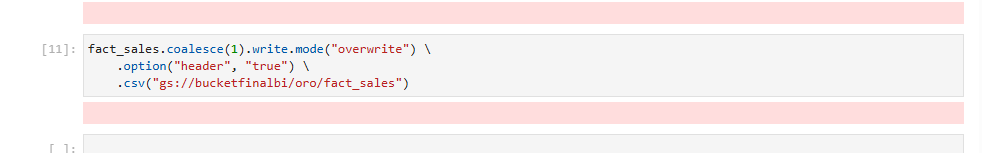 [11]: fact_sales.coalesce(1).write.mode("overwrite") \
.option("header", "true") \
.csv("gs://bucketfinalbi/oro/fact_sales")
[ ]: